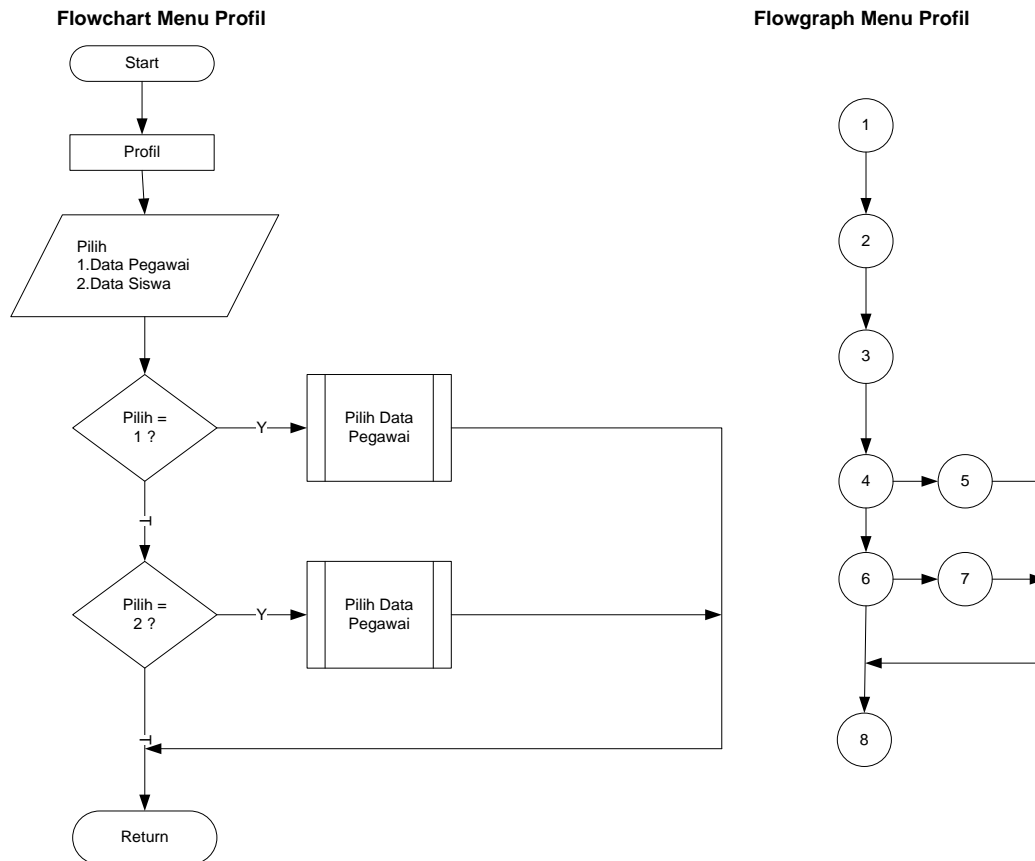 Flowchart Menu Profil
Start
Profil
Pilih
1.Data Pegawai
2.Data Siswa
Pilih =
1 ?
Y
Pilih Data
Pegawai
T
Pilih =
2 ?
Y
Pilih Data
Pegawai
T
Return
Flowgraph Menu Profil
1
2
3
4
5
6
7
8